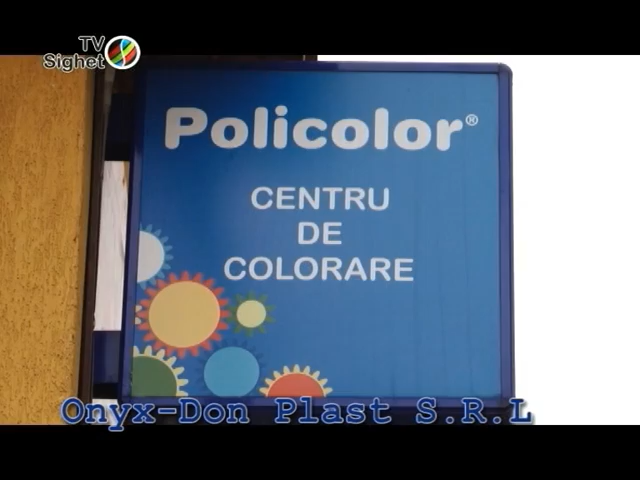 TV
Sighet
Policolor®
CENTRU
DE
COLORARE
Onyx-Don Plast S.R.L